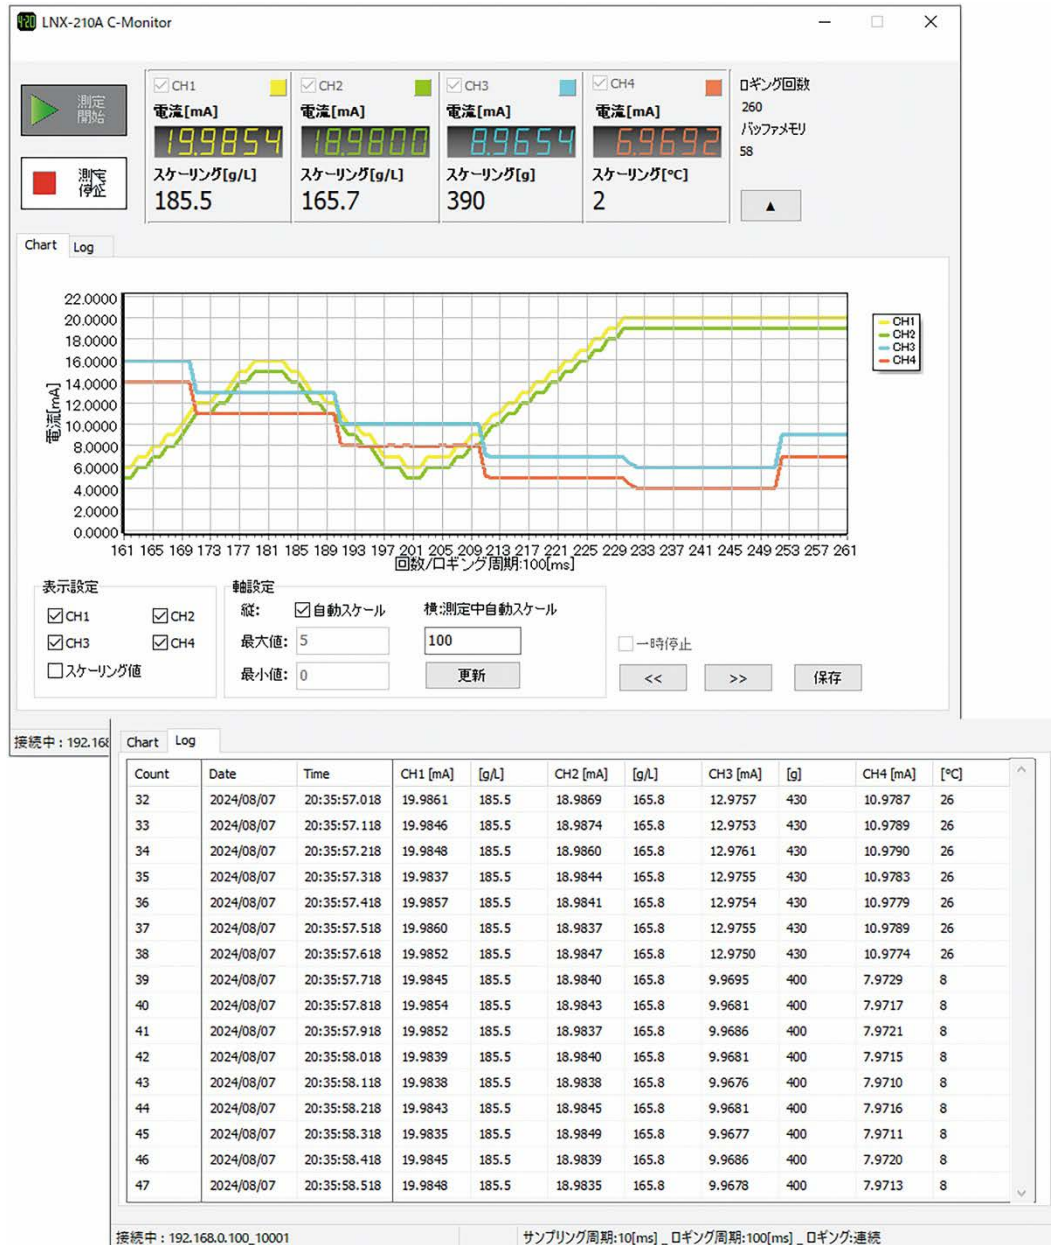 LNX-210A C-Monitor
測定開始
測定停止
CH1 CH2 CH3 CH4
電流[mA] 電流[mA] 電流[mA] 電流[mA]
19.9854 18.9800 8.9654 6.9692
スケーリング[g/L] スケーリング[g/L] スケーリング[g] スケーリング[℃]
185.5 165.7 390 2
ロギング回数
260
バッファメモリ
58
▲
Chart Log
電流[mA]
22.0000
20.0000
18.0000
16.0000
14.0000
12.0000
10.0000
8.0000
6.0000
4.0000
2.0000
0.0000
CH1
CH2
CH3
CH4
161 165 169 173 177 181 185 189 193 197 201 205 209 213 217 221 225 229 233 237 241 245 249 253 257 261
回数/ロギング周期:100[ms]
表示設定
CH1 CH2
CH3 CH4
スケーリング値
軸設定
縦: 自動スケール 横:測定中自動スケール
最大値: 5 100
最小値: 0 更新
一時停止
<< >> 保存
接続中 : 192.168
Chart Log
Count Date Time CH1 [mA] [g/L] CH2 [mA] [g/L] CH3 [mA] [g] CH4 [mA] [℃]
32 2024/08/07 20:35:57.018 19.9861 185.5 18.9869 165.8 12.9757 430 10.9787 26
33 2024/08/07 20:35:57.118 19.9846 185.5 18.9874 165.8 12.9753 430 10.9789 26
34 2024/08/07 20:35:57.218 19.9848 185.5 18.9860 165.8 12.9761 430 10.9790 26
35 2024/08/07 20:35:57.318 19.9837 185.5 18.9844 165.8 12.9755 430 10.9783 26
36 2024/08/07 20:35:57.418 19.9857 185.5 18.9841 165.8 12.9754 430 10.9779 26
37 2024/08/07 20:35:57.518 19.9860 185.5 18.9837 165.8 12.9755 430 10.9789 26
38 2024/08/07 20:35:57.618 19.9852 185.5 18.9847 165.8 12.9750 430 10.9774 26
39 2024/08/07 20:35:57.718 19.9845 185.5 18.9840 165.8 9.9695 400 7.9729 8
40 2024/08/07 20:35:57.818 19.9854 185.5 18.9843 165.8 9.9681 400 7.9717 8
41 2024/08/07 20:35:57.918 19.9852 185.5 18.9837 165.8 9.9686 400 7.9721 8
42 2024/08/07 20:35:58.018 19.9839 185.5 18.9840 165.8 9.9681 400 7.9715 8
43 2024/08/07 20:35:58.118 19.9838 185.5 18.9838 165.8 9.9676 400 7.9710 8
44 2024/08/07 20:35:58.218 19.9843 185.5 18.9845 165.8 9.9681 400 7.9716 8
45 2024/08/07 20:35:58.318 19.9835 185.5 18.9849 165.8 9.9677 400 7.9711 8
46 2024/08/07 20:35:58.418 19.9845 185.5 18.9839 165.8 9.9686 400 7.9720 8
47 2024/08/07 20:35:58.518 19.9848 185.5 18.9835 165.8 9.9678 400 7.9713 8
接続中 : 192.168.0.100_10001 サンプリング周期:10[ms] _ ロギング周期:100[ms] _ ロギング:連続